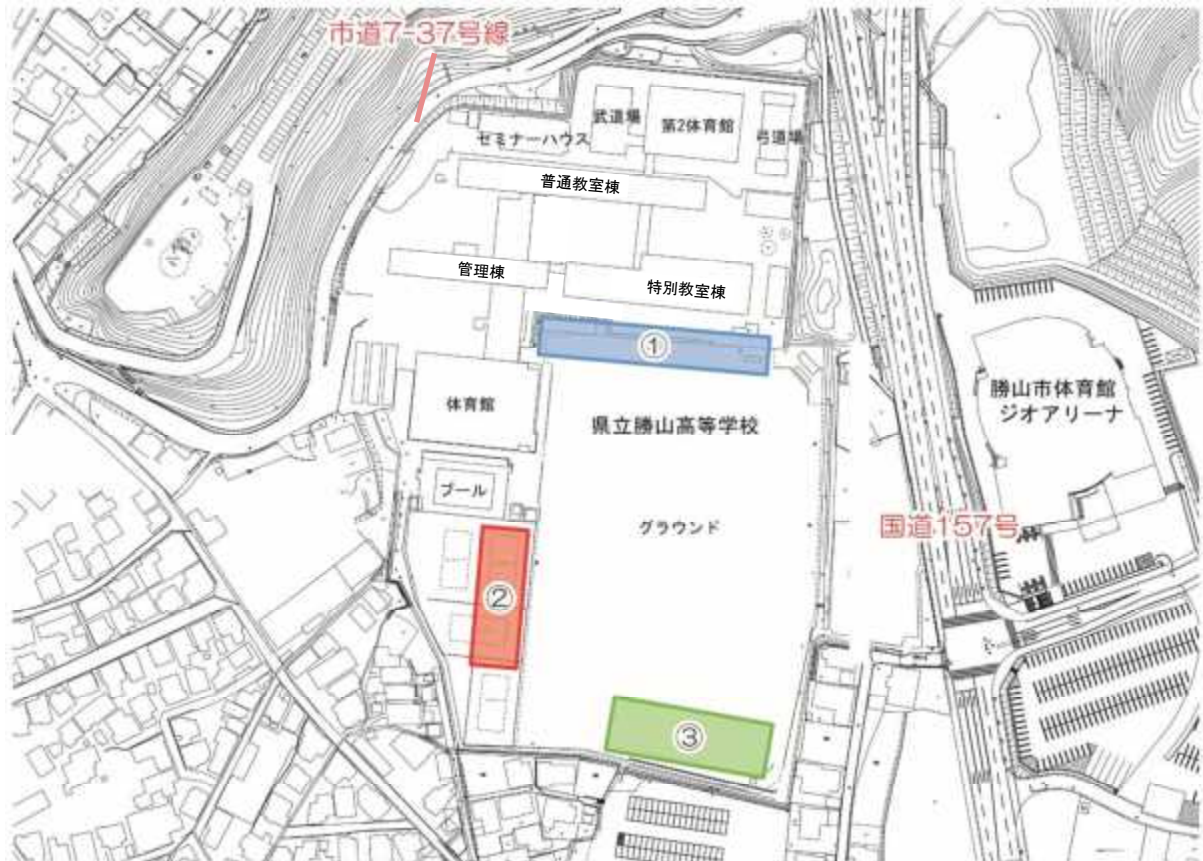 市道7-37号線
武道場
第2体育館
弓道場
セミナーハウス
普通教室棟
管理棟
特別教室棟
①
体育館
県立勝山高等学校
勝山市体育館
ジオアリーナ
プール
グラウンド
国道157号
②
③